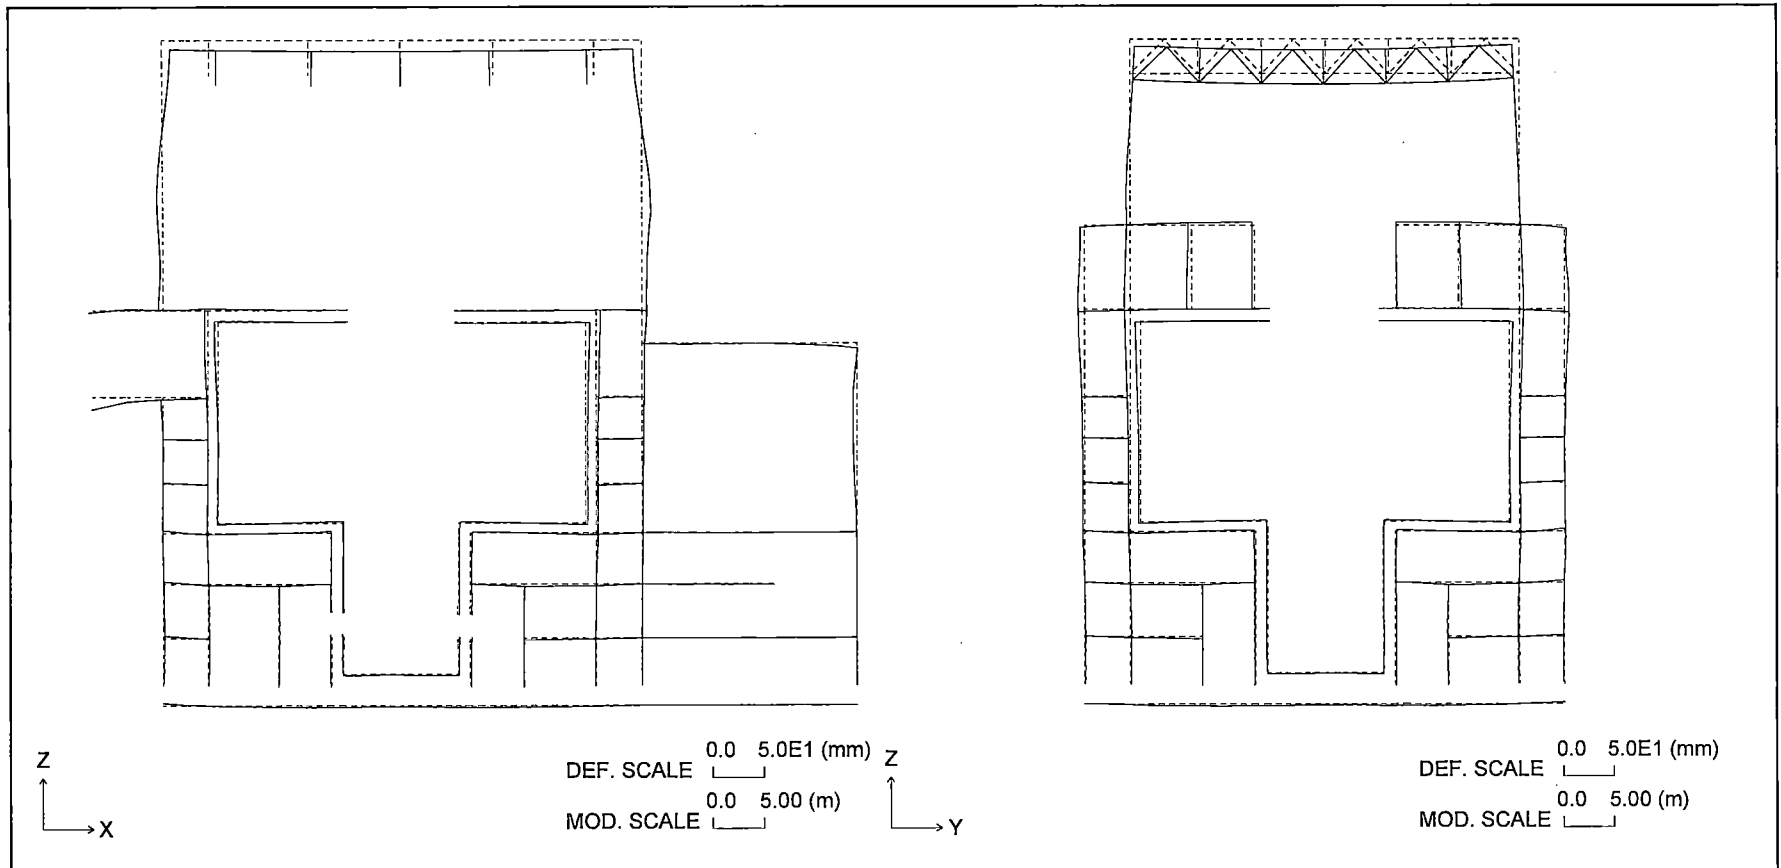 Z
X
0.0 5.0E1 (mm)
DEF. SCALE
0.0 5.00 (m)
MOD. SCALE
Z
Y
0.0 5.0E1 (mm)
DEF. SCALE
0.0 5.00 (m)
MOD. SCALE